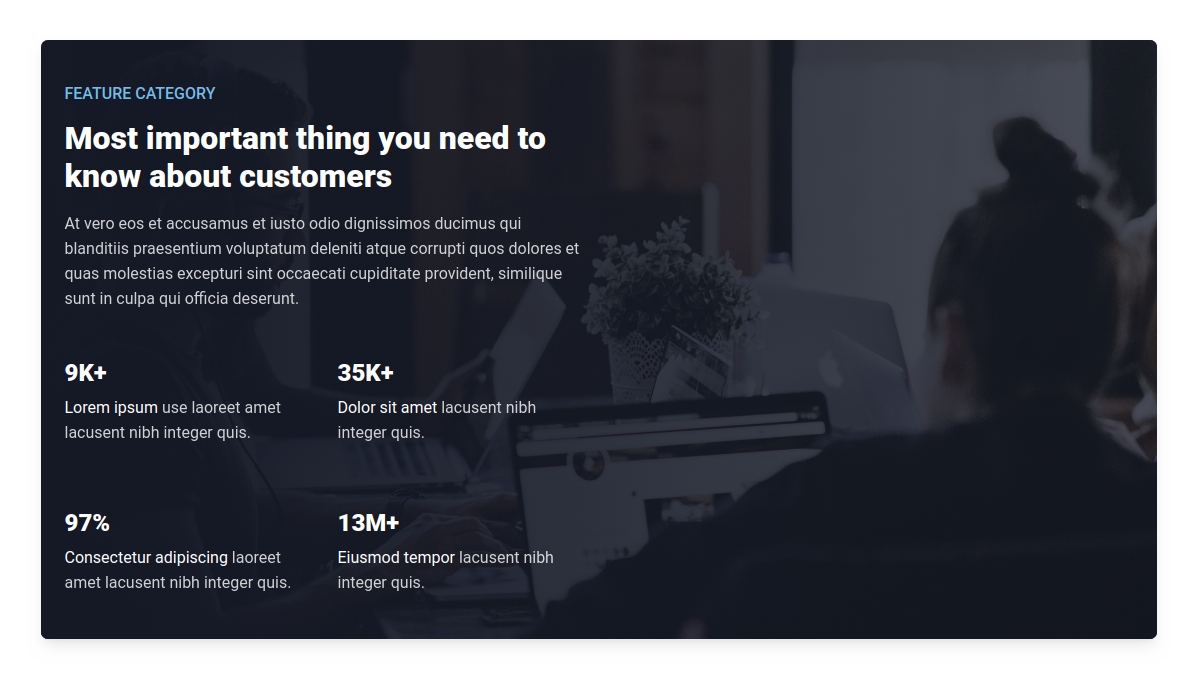 FEATURE CATEGORY
Most important thing you need to
know about customers
At vero eos et accusamus et iusto odio dignissimos ducimus qui
blanditiis praesentium voluptatum deleniti atque corrupti quos dolores et
quas molestias excepturi sint occaecati cupiditate provident, similique
sunt in culpa qui officia deserunt.
9K+
Lorem ipsum use laoreet amet
lacusent nibh integer quis.
35K+
Dolor sit amet lacusent nibh
integer quis.
97%
Consectetur adipiscing laoreet
amet lacusent nibh integer quis.
13M+
Eiusmod tempor lacusent nibh
integer quis.